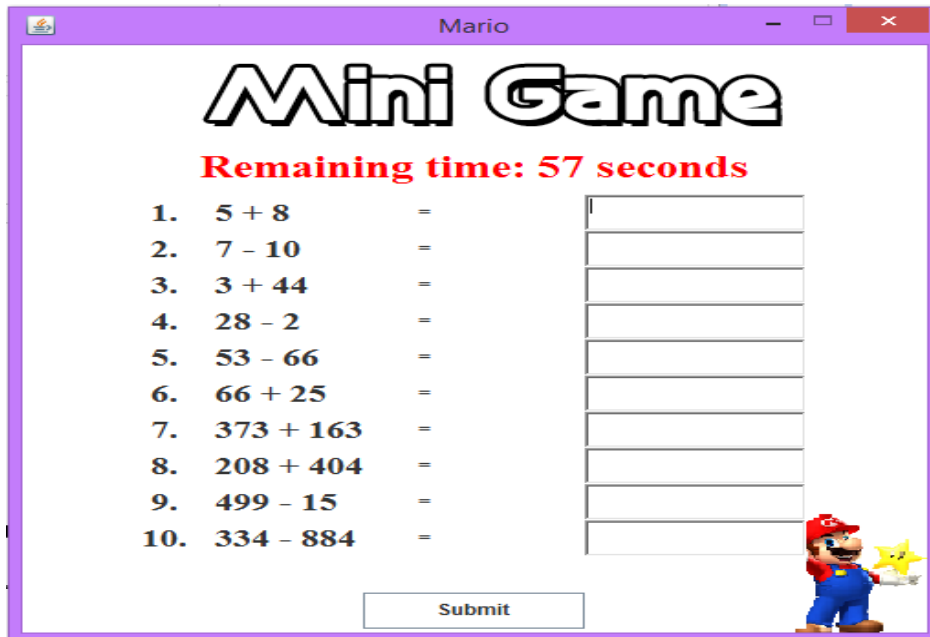 Mario
Mini Game
Remaining time: 57 seconds
1. 5 + 8 =
2. 7 - 10 =
3. 3 + 44 =
4. 28 - 2 =
5. 53 - 66 =
6. 66 + 25 =
7. 373 + 163 =
8. 208 + 404 =
9. 499 - 15 =
10. 334 - 884 =
Submit